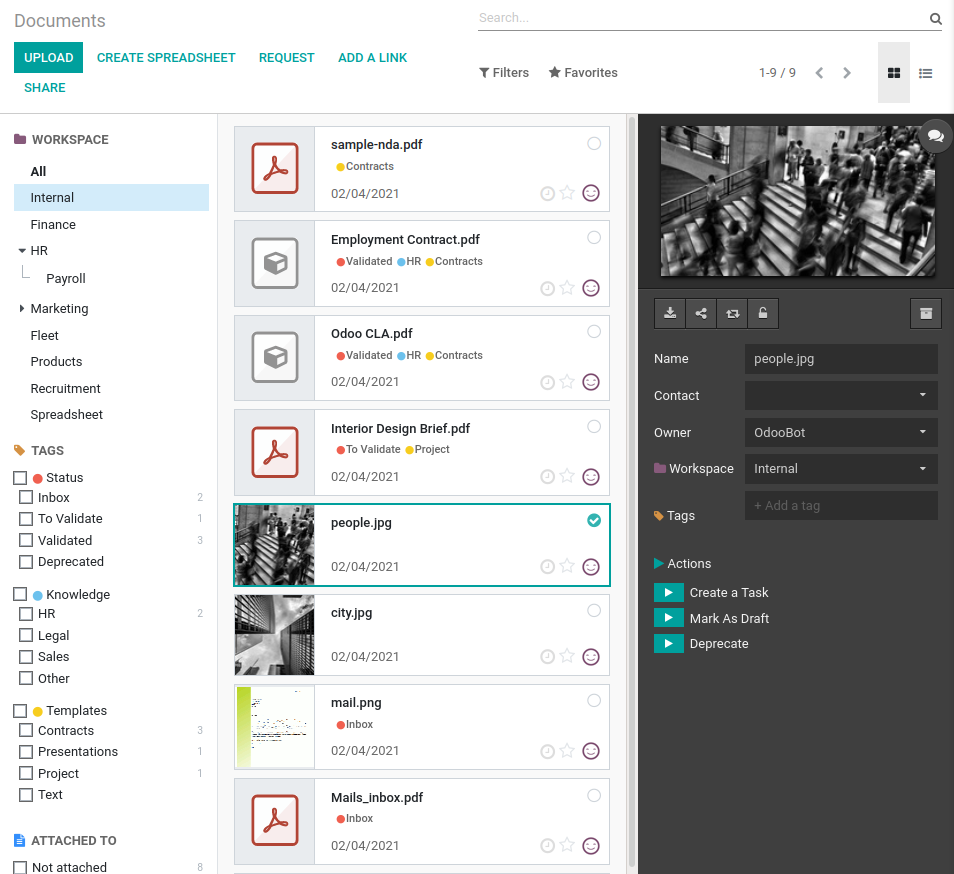 Documents
Search...
UPLOAD CREATE SPREADSHEET REQUEST ADD A LINK
SHARE
Filters Favorites 1-9 / 9
WORKSPACE
All
Internal
Finance
HR
Payroll
Marketing
Fleet
Products
Recruitment
Spreadsheet
TAGS
Status
Inbox 2
To Validate 1
Validated 3
Deprecated
Knowledge
HR 2
Legal
Sales
Other
Templates
Contracts 3
Presentations 1
Project 1
Text
ATTACHED TO
Not attached 8
sample-nda.pdf
Contracts
02/04/2021
Employment Contract.pdf
Validated HR Contracts
02/04/2021
Odoo CLA.pdf
Validated HR Contracts
02/04/2021
Interior Design Brief.pdf
To Validate Project
02/04/2021
people.jpg
02/04/2021
city.jpg
02/04/2021
mail.png
Inbox
02/04/2021
Mails_inbox.pdf
Inbox
02/04/2021
Name people.jpg
Contact
Owner OdooBot
Workspace Internal
Tags + Add a tag
Actions
Create a Task
Mark As Draft
Deprecate